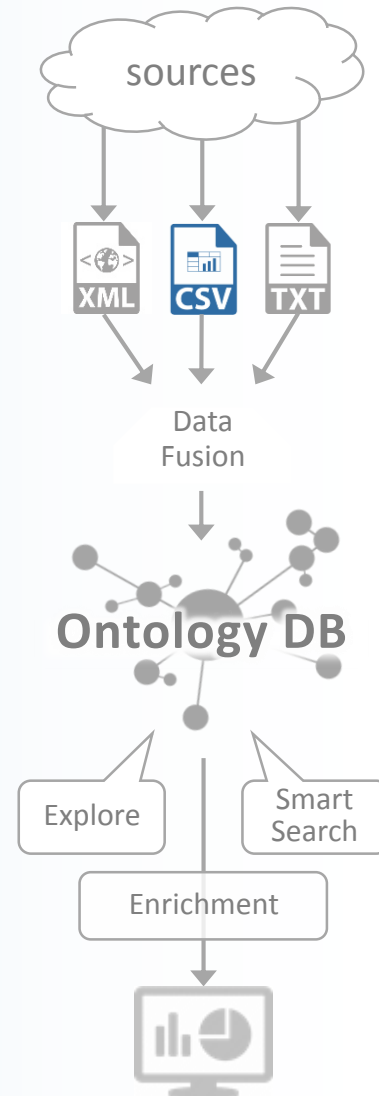 sources
< >
XML
CSV
TXT
Data
Fusion
Ontology DB
Explore
Smart
Search
Enrichment